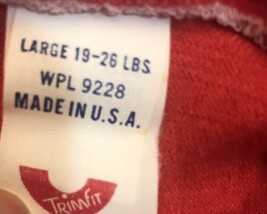 LARGE 19-26 LBS
WPL 9228
MADE IN U.S.A.
TRIMFIT